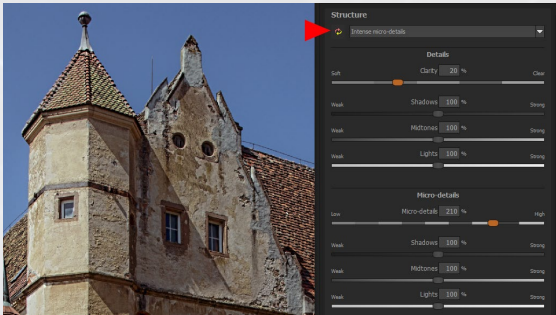 Structure
Intense micro-details
Details
Soft Clarity 20 % Clear
Weak Shadows 100 % Strong
Weak Midtones 100 % Strong
Weak Lights 100 % Strong
Micro-details
Low Micro-details 210 % High
Weak Shadows 100 % Strong
Weak Midtones 100 % Strong
Weak Lights 100 % Strong